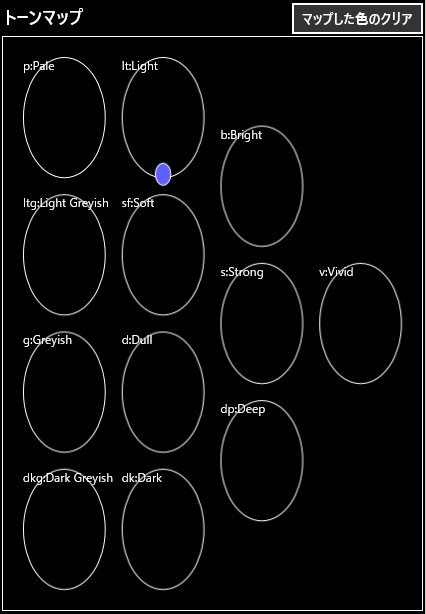 トーンマップ
マップした色のクリア
p:Pale
lt:Light
b:Bright
ltg:Light Greyish
sf:Soft
s:Strong
v:Vivid
g:Greyish
d:Dull
dp:Deep
dkg:Dark Greyish
dk:Dark